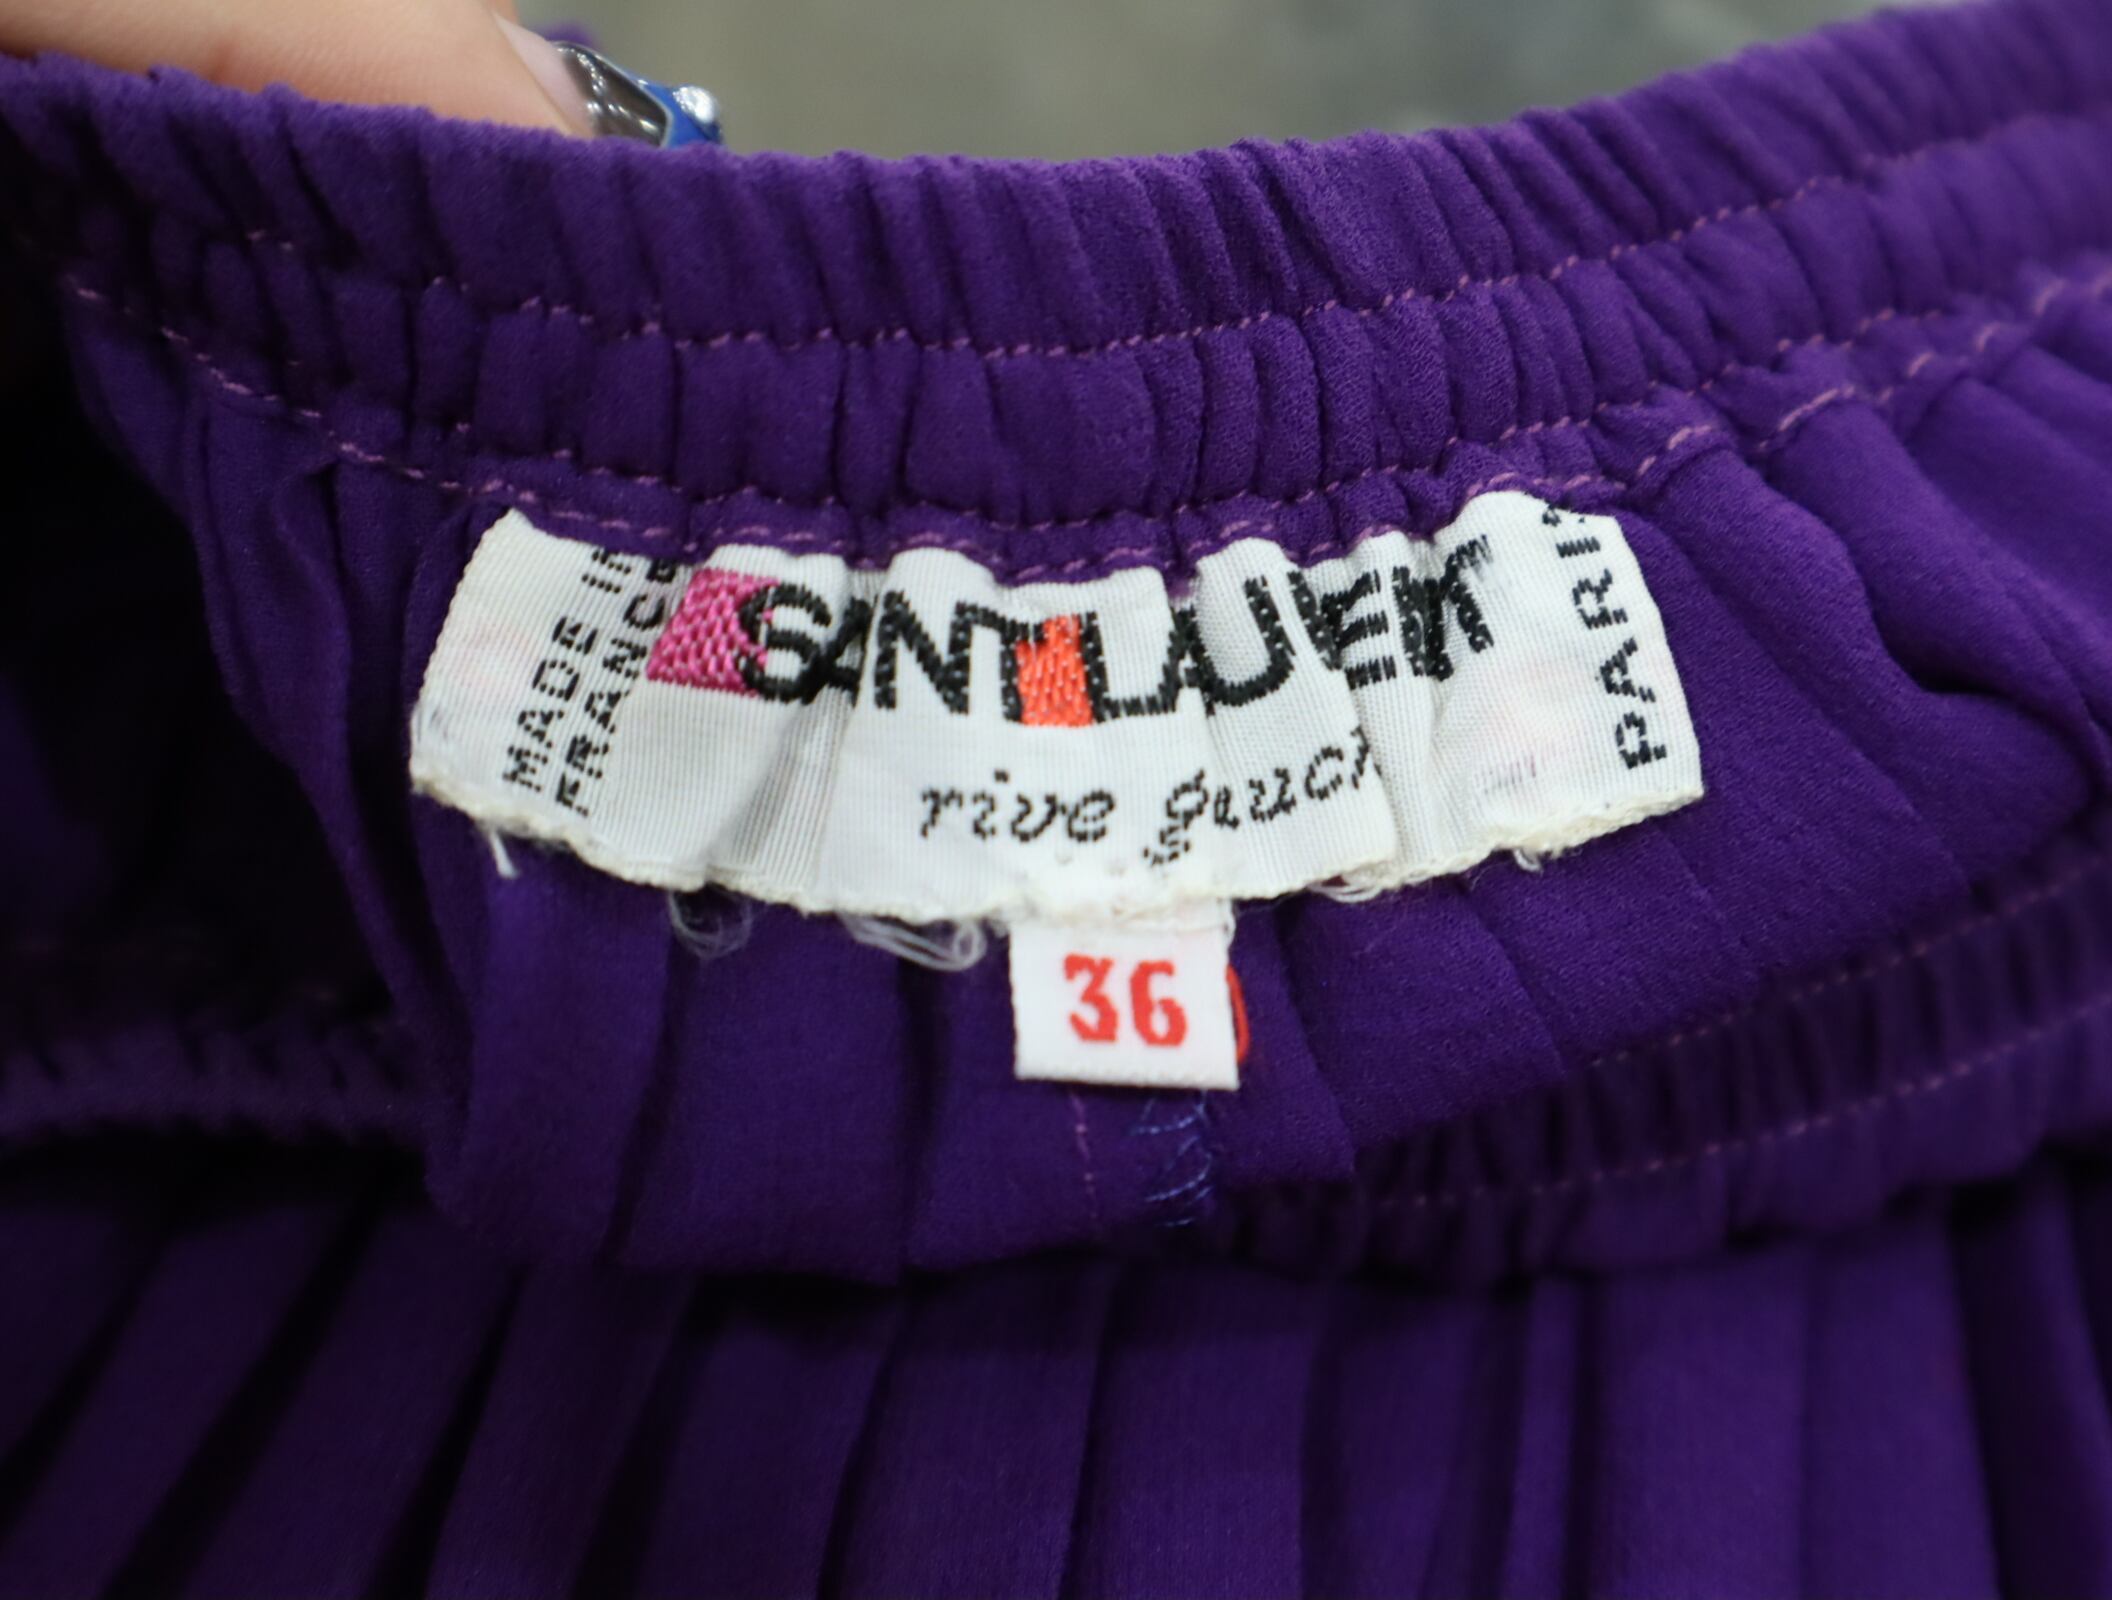 MADE IN
FRANCE
SAINT LAURENT
rive gauche
PARIS
36